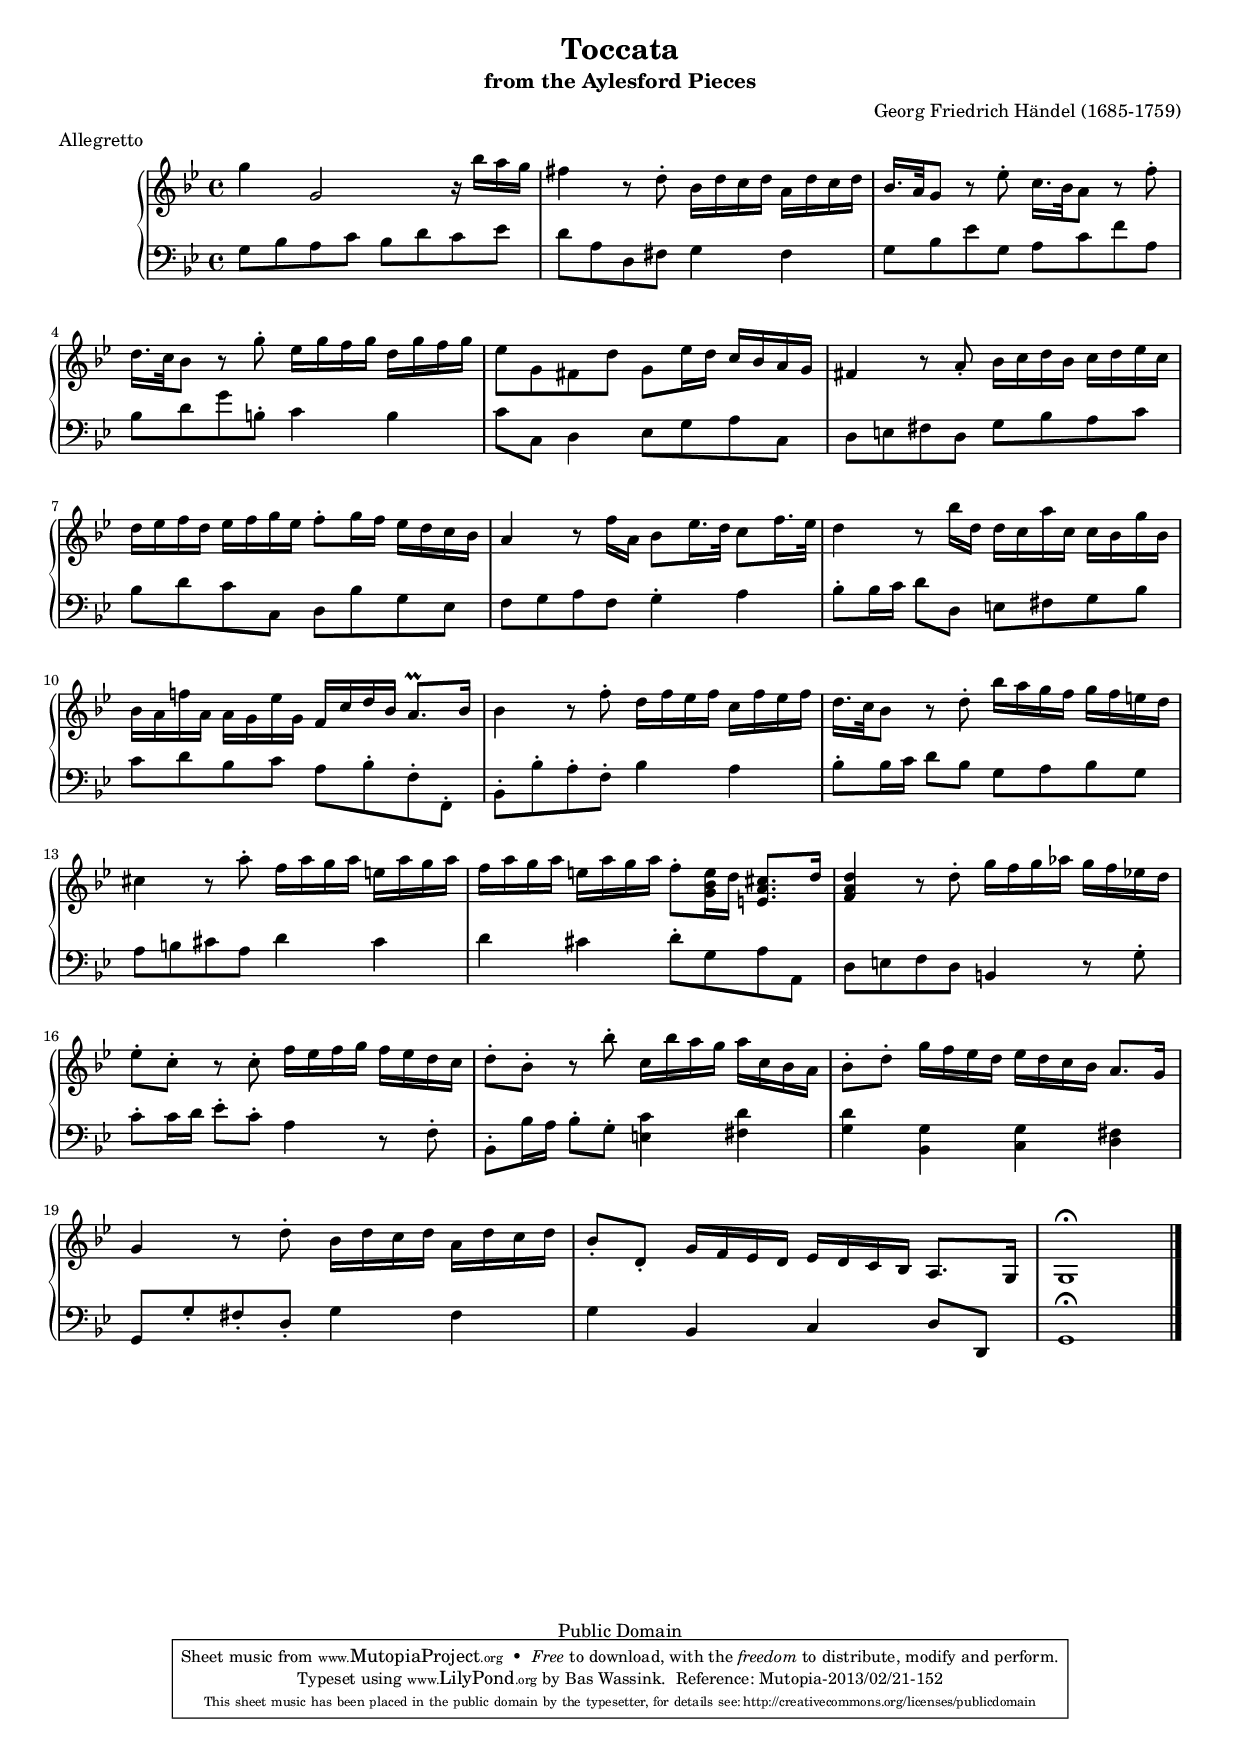 Toccata
from the Aylesford Pieces
Georg Friedrich Händel (1685-1759)
Allegretto
4
7
10
13
16
19
Public Domain
Sheet music from www.MutopiaProject.org • Free to download, with the freedom to distribute, modify and perform.
Typeset using www.LilyPond.org by Bas Wassink. Reference: Mutopia-2013/02/21-152
This sheet music has been placed in the public domain by the typesetter, for details see: http://creativecommons.org/licenses/publicdomain